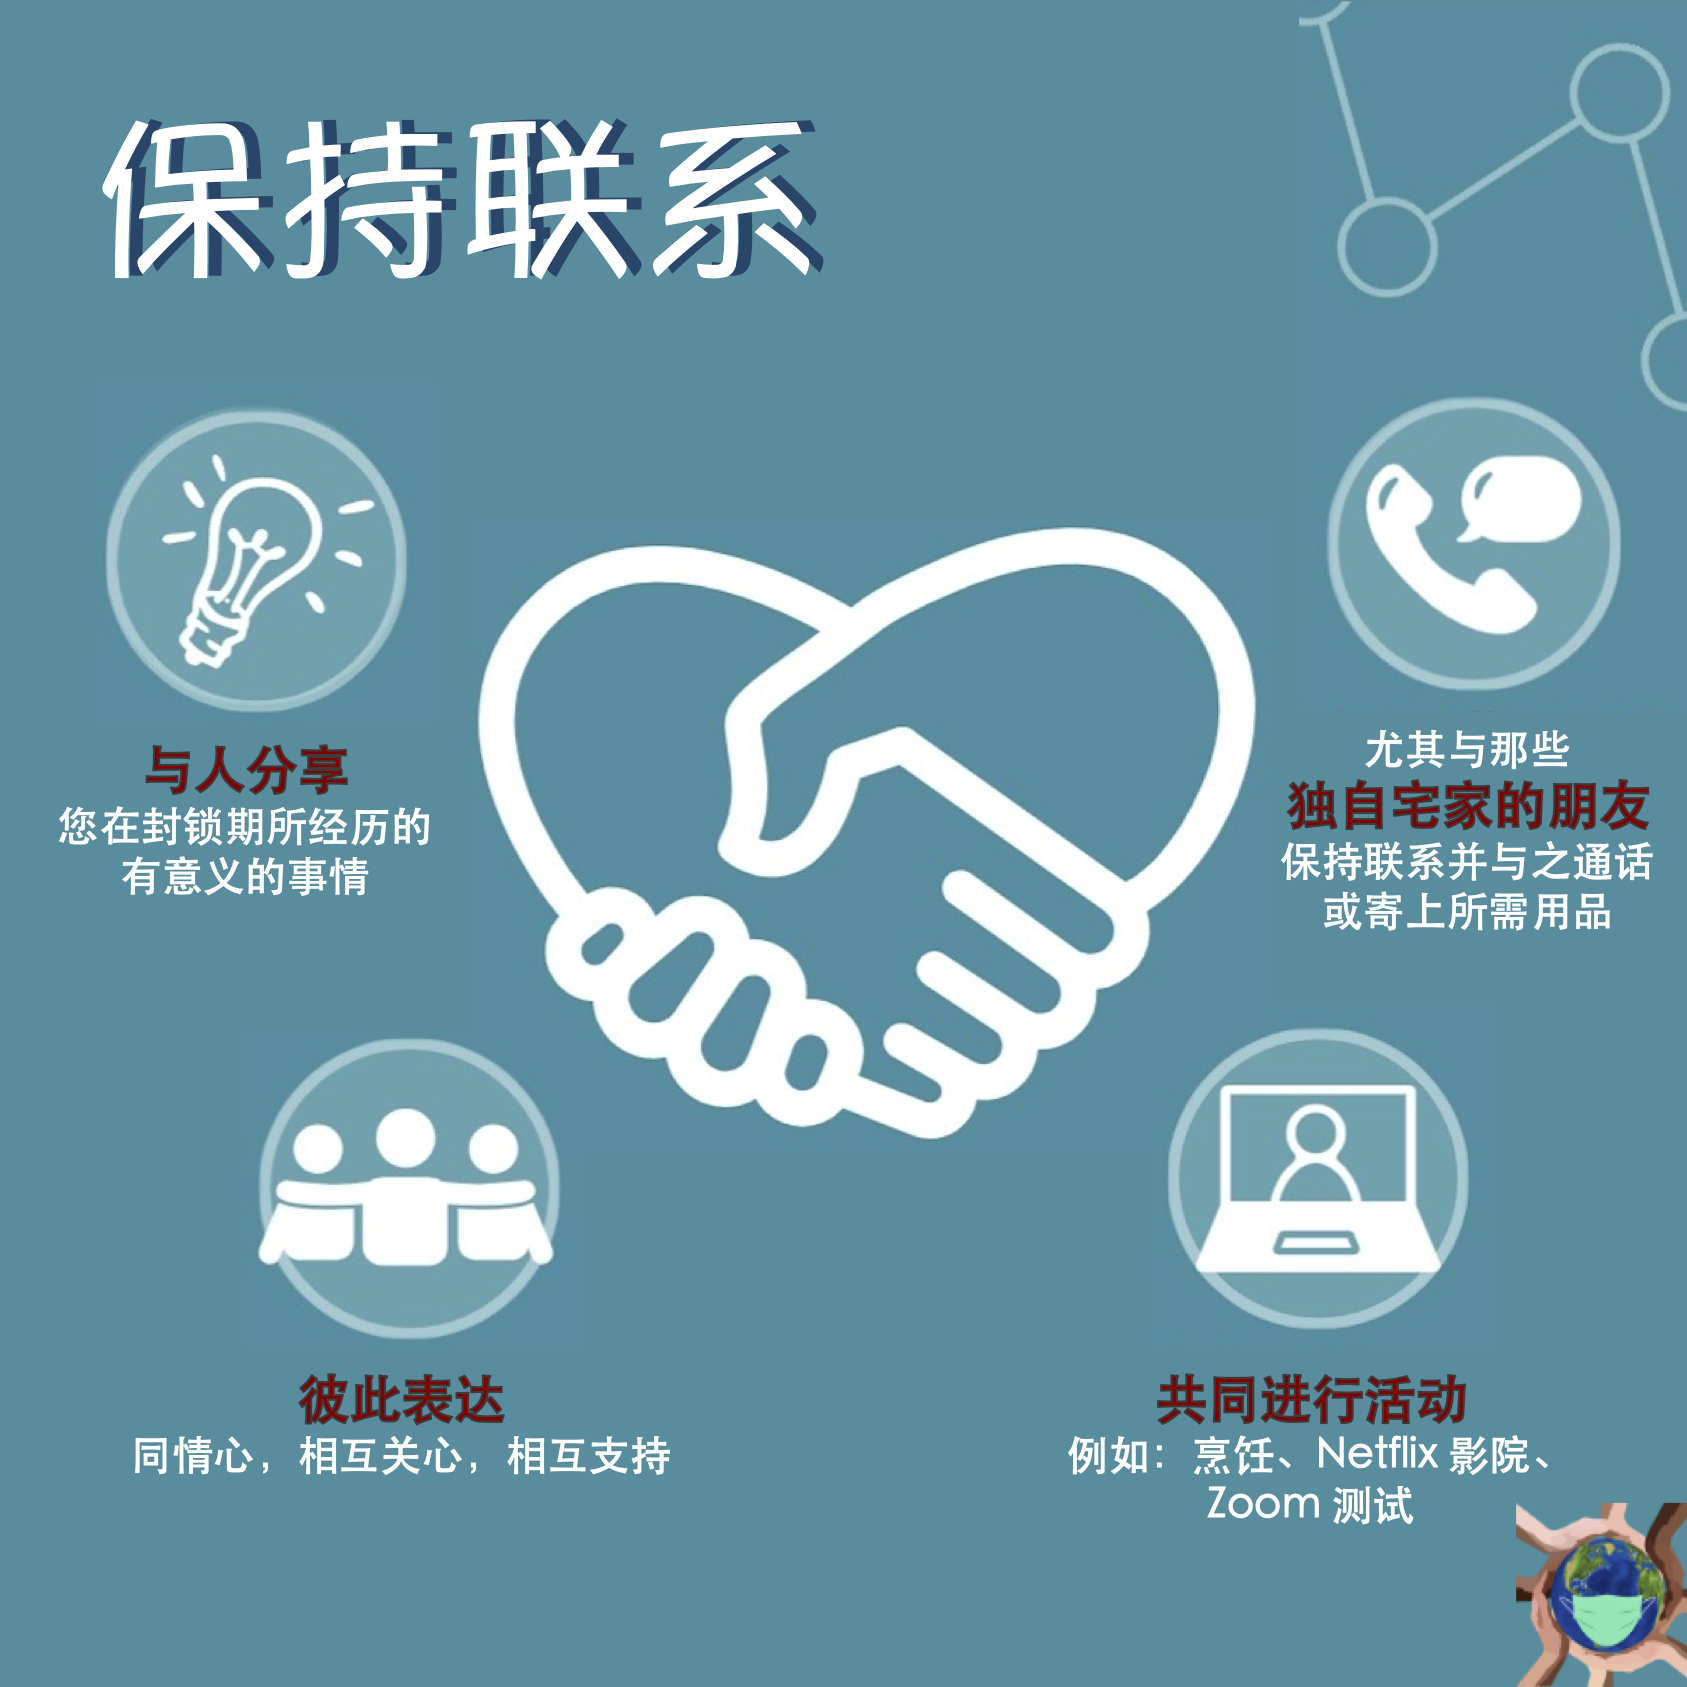 保持联系
与人分享
您在封锁期所经历的
有意义的事情
尤其与那些
独自宅家的朋友
保持联系并与之通话
或寄上所需用品
彼此表达
同情心，相互关心，相互支持
共同进行活动
例如：烹饪、Netflix 影院、
Zoom 测试